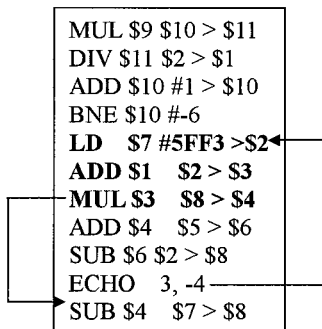 MUL $9 $10 > $11
DIV $11 $2 > $1
ADD $10 #1 > $10
BNE $10 #-6
LD $7 #5FF3 >$2
ADD $1 $2 > $3
MUL $3 $8 > $4
ADD $4 $5 > $6
SUB $6 $2 > $8
ECHO 3, -4
SUB $4 $7 > $8